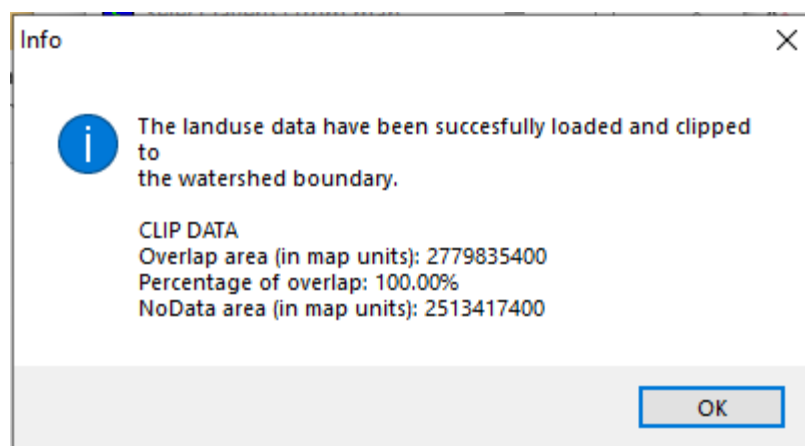 Info
The landuse data have been succesfully loaded and clipped
to
the watershed boundary.
CLIP DATA
Overlap area (in map units): 2779835400
Percentage of overlap: 100.00%
NoData area (in map units): 2513417400
OK